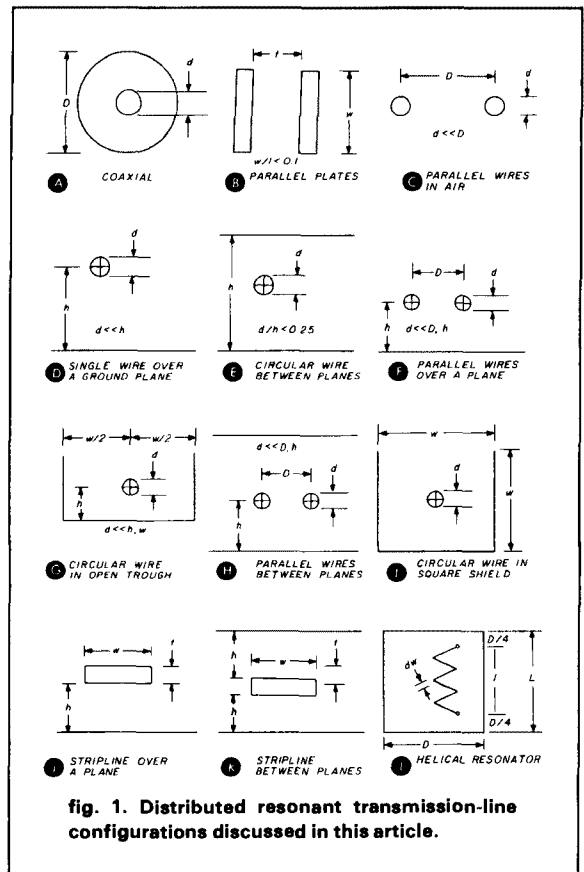 D
d
A COAXIAL
t
w
w/l < 0.1
B PARALLEL PLATES
D
d
d<<D
C PARALLEL WIRES
IN AIR
d
h
d<<h
D SINGLE WIRE OVER
A GROUND PLANE
h
d
d/h < 0.25
E CIRCULAR WIRE
BETWEEN PLANES
D
d
h
d<<D, h
F PARALLEL WIRES
OVER A PLANE
w/2
w/2
d
h
d<<h, w
G CIRCULAR WIRE
IN OPEN TROUGH
d<<D, h
D
d
h
H PARALLEL WIRES
BETWEEN PLANES
w
d
w
I CIRCULAR WIRE IN
SQUARE SHIELD
w
t
h
J STRIPLINE OVER
A PLANE
h
w
t
h
K STRIPLINE
BETWEEN PLANES
D/4
dw
l
L
D/4
D
HELICAL RESONATOR
fig. 1. Distributed resonant transmission-line
configurations discussed in this article.